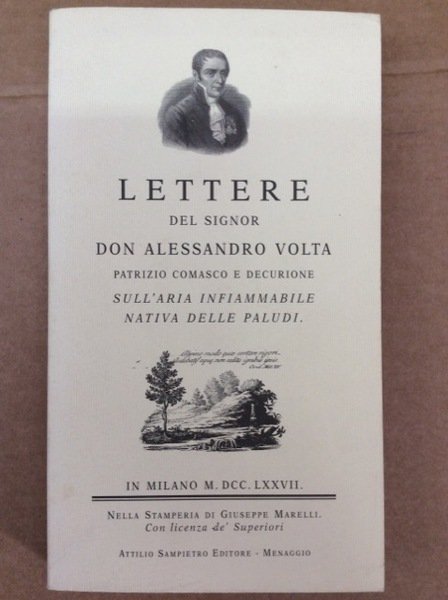 LETTERE
DEL SIGNOR
DON ALESSANDRO VOLTA
PATRIZIO COMASCO E DECURIONE
SULL'ARIA INFIAMMABILE
NATIVA DELLE PALUDI.
IN MILANO M. DCC. LXXVII.
NELLA STAMPERIA DI GIUSEPPE MARELLI.
Con licenza de' Superiori
ATTILIO SAMPIETRO EDITORE - MENAGGIO